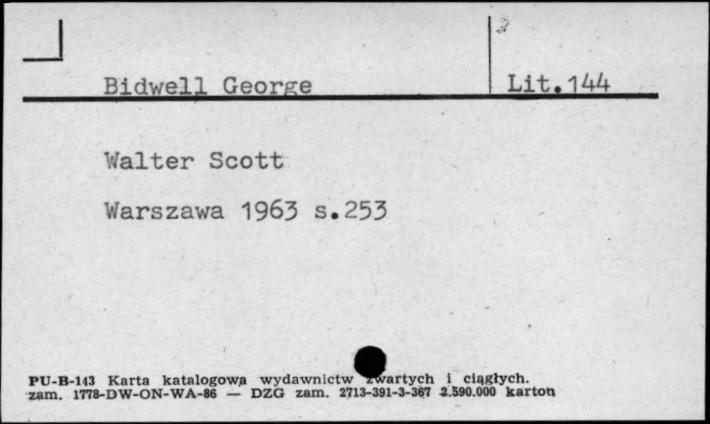 Bidwell George
Lit.144
Walter Scott
Warszawa 1963 s.253
PU-B-143 Karta katalogowa wydawnictw zwartych i ciągłych.
zam. 1778-DW-ON-WA-86 — DZG zam. 2713-391-3-367 2.590.000 karton